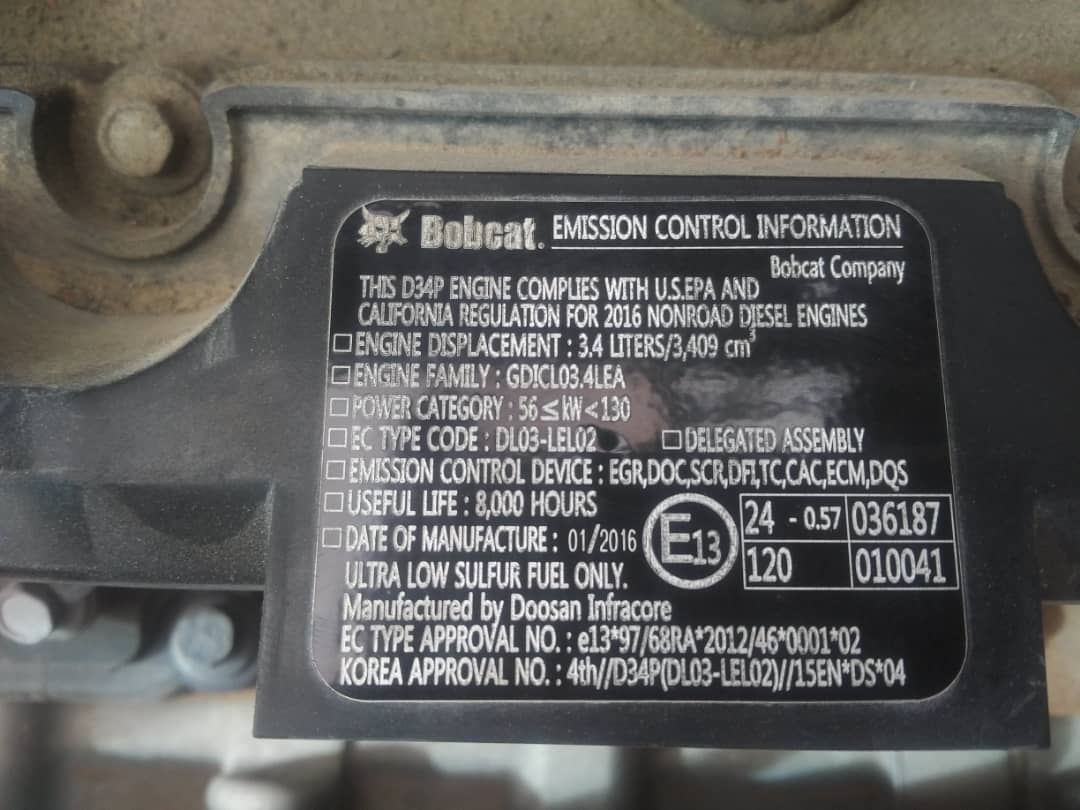 Bobcat. EMISSION CONTROL INFORMATION
Bobcat Company
THIS D34P ENGINE COMPLIES WITH U.S.EPA AND
CALIFORNIA REGULATION FOR 2016 NONROAD DIESEL ENGINES
□ ENGINE DISPLACEMENT : 3.4 LITERS/3,409 cm³
□ ENGINE FAMILY : GDICL03.4LEA
□ POWER CATEGORY : 56 ≤ kW < 130
□ EC TYPE CODE : DL03-LEL02 □ DELEGATED ASSEMBLY
□ EMISSION CONTROL DEVICE : EGR,DOC,SCR,DFI,TC,CAC,ECM,DQS
□ USEFUL LIFE : 8,000 HOURS
□ DATE OF MANUFACTURE : 01/2016
E13
24 - 0.57 036187
120 010041
ULTRA LOW SULFUR FUEL ONLY.
Manufactured by Doosan Infracore
EC TYPE APPROVAL NO. : e13*97/68RA*2012/46*0001*02
KOREA APPROVAL NO. : 4th//D34P(DL03-LEL02)//15EN*DS*04